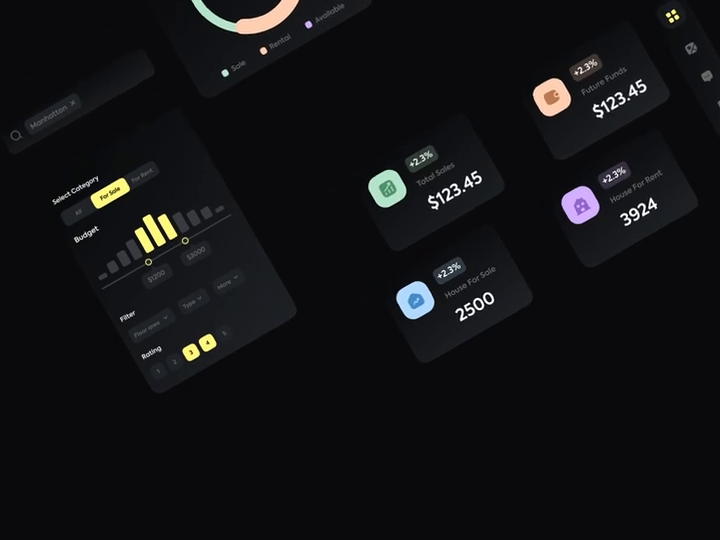 Sale
Rental
Available
Manhattan ×
Select Category
All
For Sale
For Rent
Budget
$1200
$3000
Filter
Floor area
Type
More
Rating
1
2
3
4
5
+2.3%
Total Sales
$123.45
+2.3%
Future Funds
$123.45
+2.3%
House For Sale
2500
+2.3%
House For Rent
3924